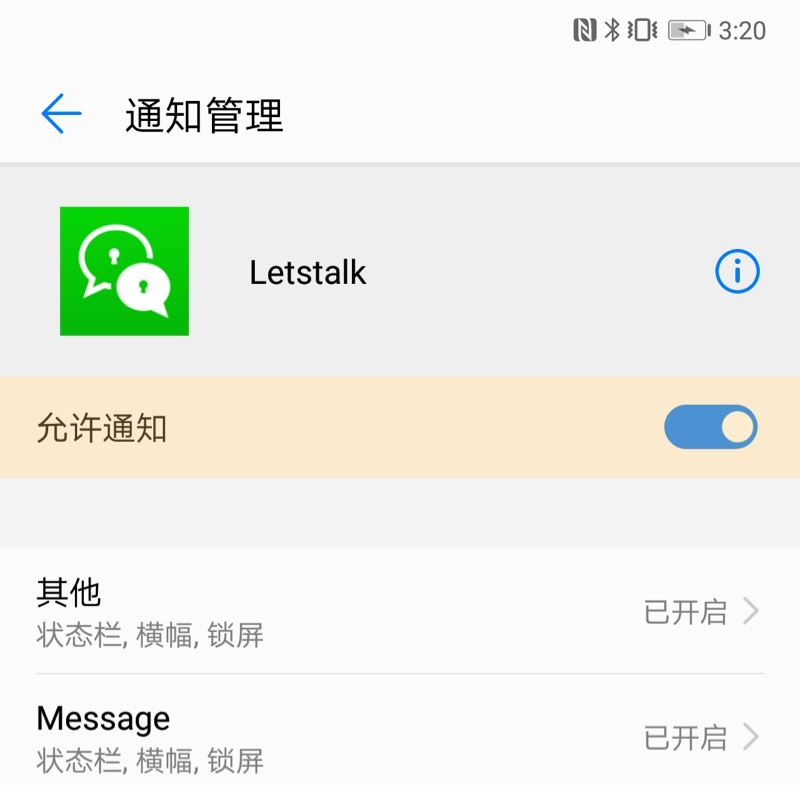 3:20
通知管理
Letstalk
允许通知
其他
已开启
状态栏, 横幅, 锁屏
Message
已开启
状态栏, 横幅, 锁屏